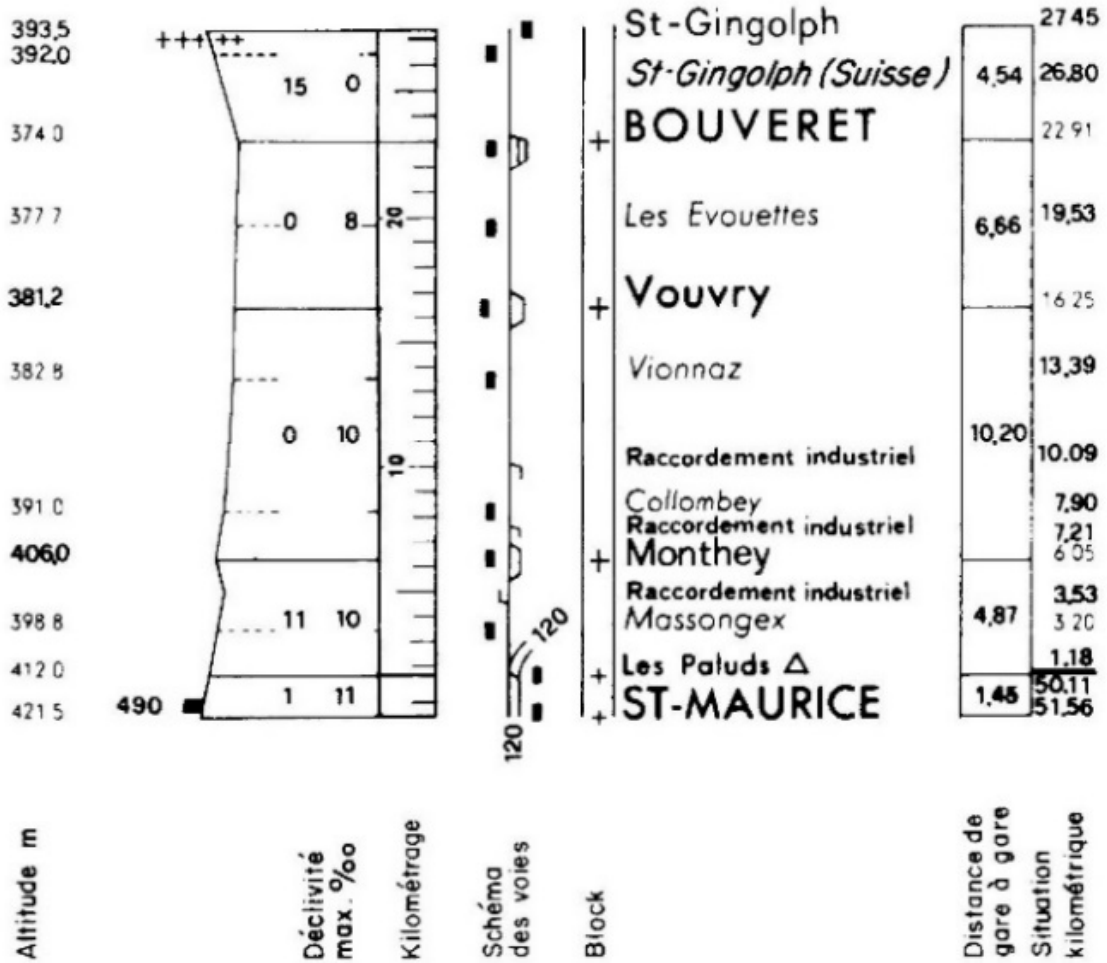 393,5 St-Gingolph 27 45
+++++
392,0 15 0 St-Gingolph (Suisse) 4,54 26,80
374 0 + BOUVERET 22 91
377 7 0 8 20 Les Evouettes 6,66 19,53
381,2 + Vouvry 16 25
382 8 Vionnaz 13,39
0 10 10,20
10 Raccordement industriel 10.09
391 0 Collombey 7,90
Raccordement industriel 7,21
406,0 + Monthey 6 05
Raccordement industriel 3,53
398 8 11 10 120 Massongex 4,87 3 20
412 0 + Les Paluds Δ 1,18
490 1 11 1,45 50,11
421 5 120 + ST-MAURICE 51,56
Altitude m
Déclivité
max. ‰
Kilométrage
Schéma
des voies
Block
Distance de
gare à gare
Situation
kilométrique